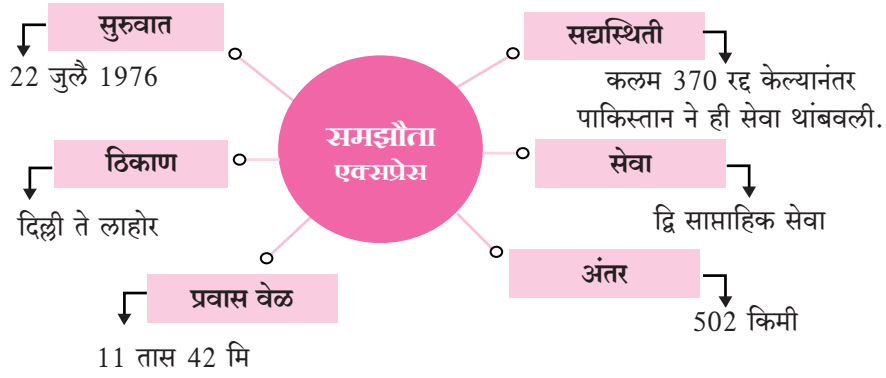 समझौता
एक्सप्रेस
सुरुवात
22 जुलै 1976
ठिकाण
दिल्ली ते लाहोर
प्रवास वेळ
11 तास 42 मि
सद्यस्थिती
कलम 370 रद्द केल्यानंतर
पाकिस्तान ने ही सेवा थांबवली.
सेवा
द्वि साप्ताहिक सेवा
अंतर
502 किमी